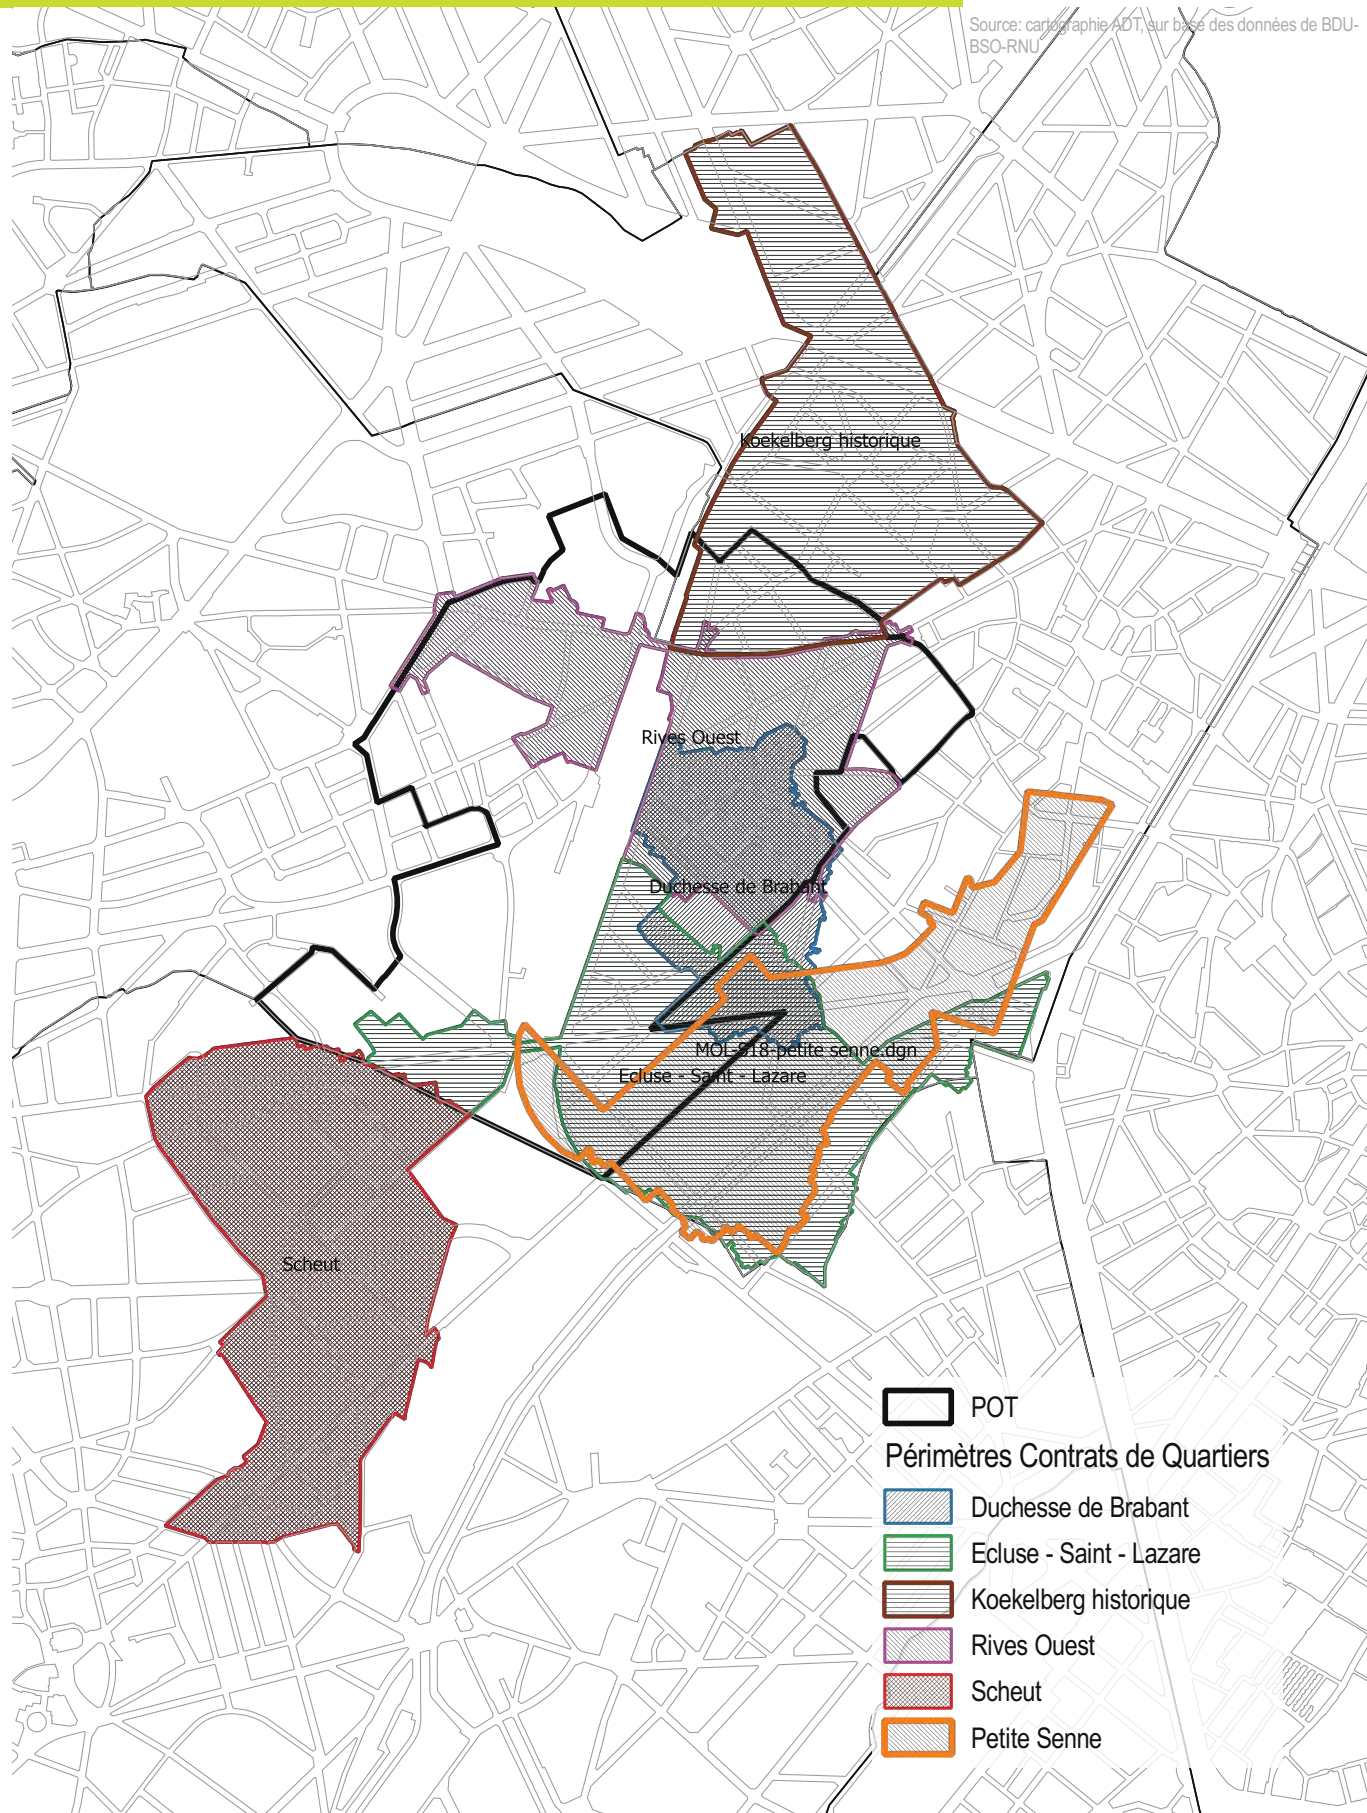 Source: cartographie ADT, sur base des données de BDU-
BSO-RNU
Koekelberg historique
Rives Ouest
Duchesse de Brabant
MOL-S18-petite senne.dgn
Ecluse - Saint - Lazare
Scheut
POT
Périmètres Contrats de Quartiers
Duchesse de Brabant
Ecluse - Saint - Lazare
Koekelberg historique
Rives Ouest
Scheut
Petite Senne